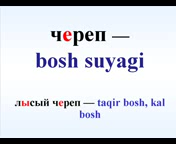 череп —
bosh suyagi
лысый череп — taqir bosh, kal
bosh